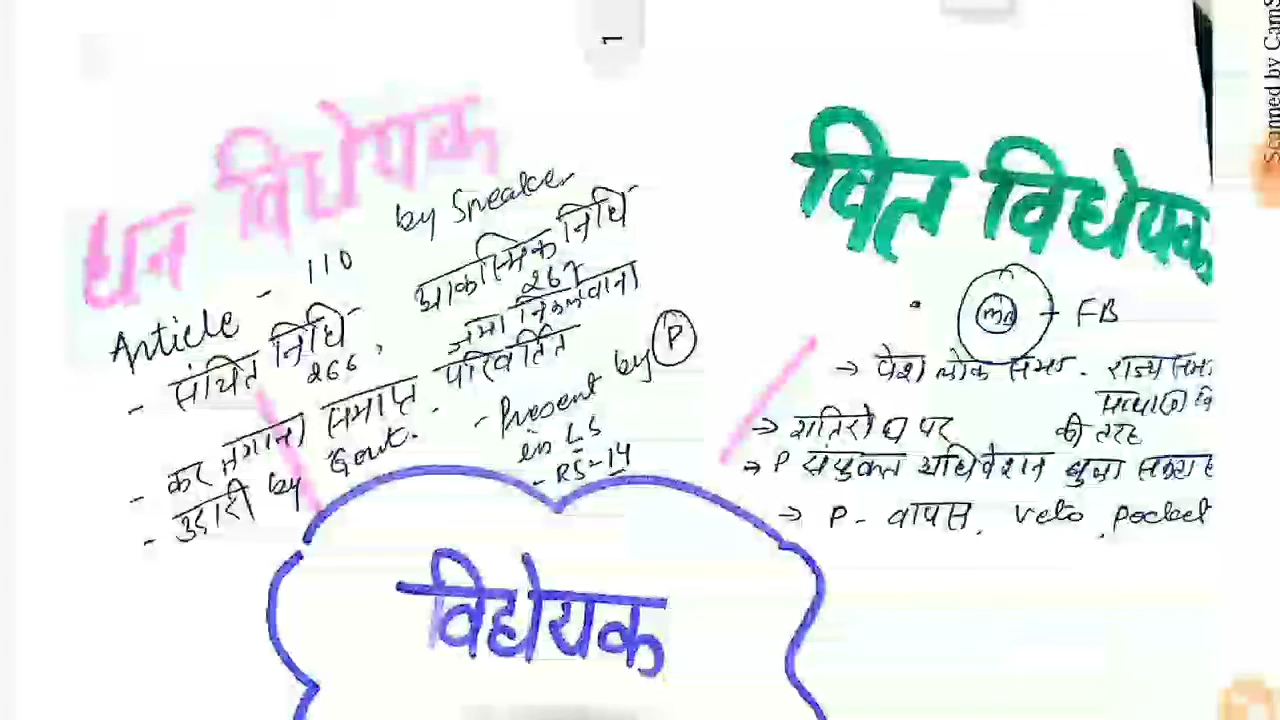 1
Scanned by CamS
धन विधेयक
by Speaker
Article - 110
- संचित निधि 266,
आकस्मिक निधि 267
जमा निकलवाना
- कर लगाना समाप्त परिवर्तित
- उधारी by Govt.
- Present by P
in LS
- RS-14
वित विधेयक
MB FB
→ पेश लोक सभा - राज्य सभा
→ गतिरोध पर
की तरह
→ P संयुक्त अधिवेशन बुला सकता ह
→ P - वापस, veto, pocket
विधेयक